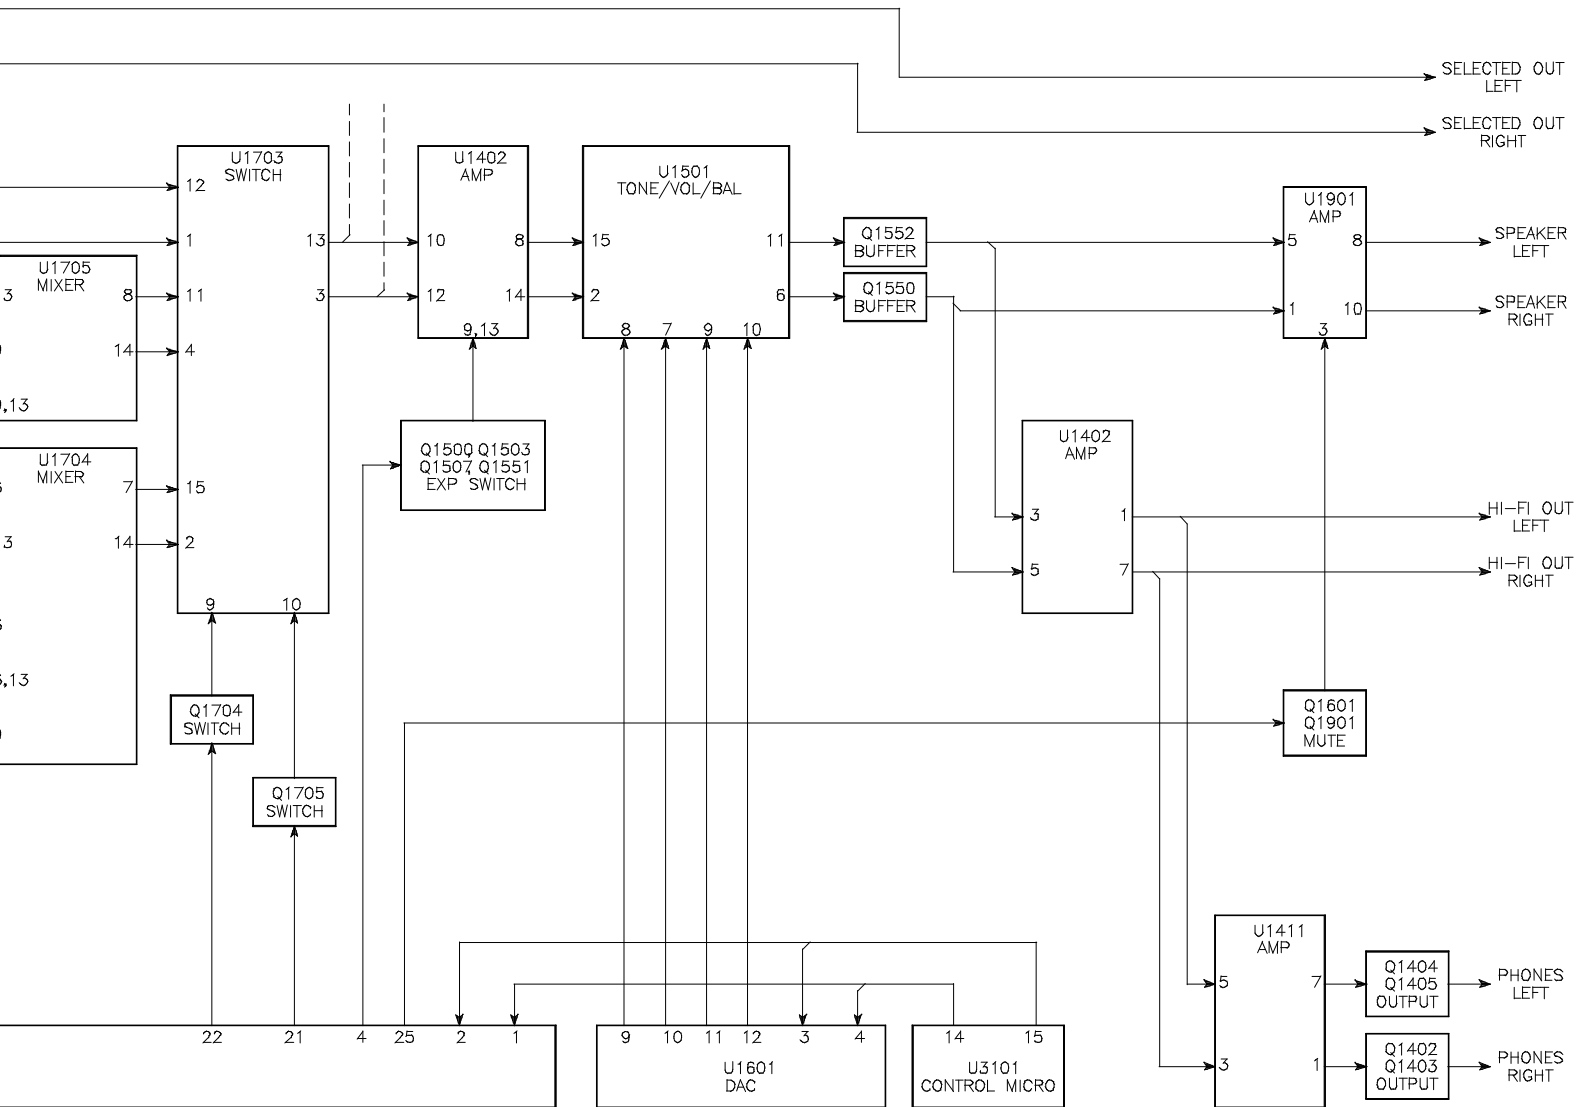 SELECTED OUT
LEFT
SELECTED OUT
RIGHT
U1703
SWITCH
12
1
13
11
3
4
15
2
9 10
U1705
MIXER
3 8
14
,13
U1704
MIXER
7
3 14
,13
U1402
AMP
10 8
12 14
9,13
U1501
TONE/VOL/BAL
15 11
2 6
8 7 9 10
Q1552
BUFFER
Q1550
BUFFER
U1901
AMP
5 8
1 10
3
SPEAKER
LEFT
SPEAKER
RIGHT
Q1500,Q1503
Q1507,Q1551
EXP SWITCH
U1402
AMP
3 1
5 7
HI-FI OUT
LEFT
HI-FI OUT
RIGHT
Q1704
SWITCH
Q1705
SWITCH
Q1601
Q1901
MUTE
U1411
AMP
5 7
3 1
Q1404
Q1405
OUTPUT
PHONES
LEFT
Q1402
Q1403
OUTPUT
PHONES
RIGHT
22 21 4 25 2 1
9 10 11 12 3 4
U1601
DAC
14 15
U3101
CONTROL MICRO